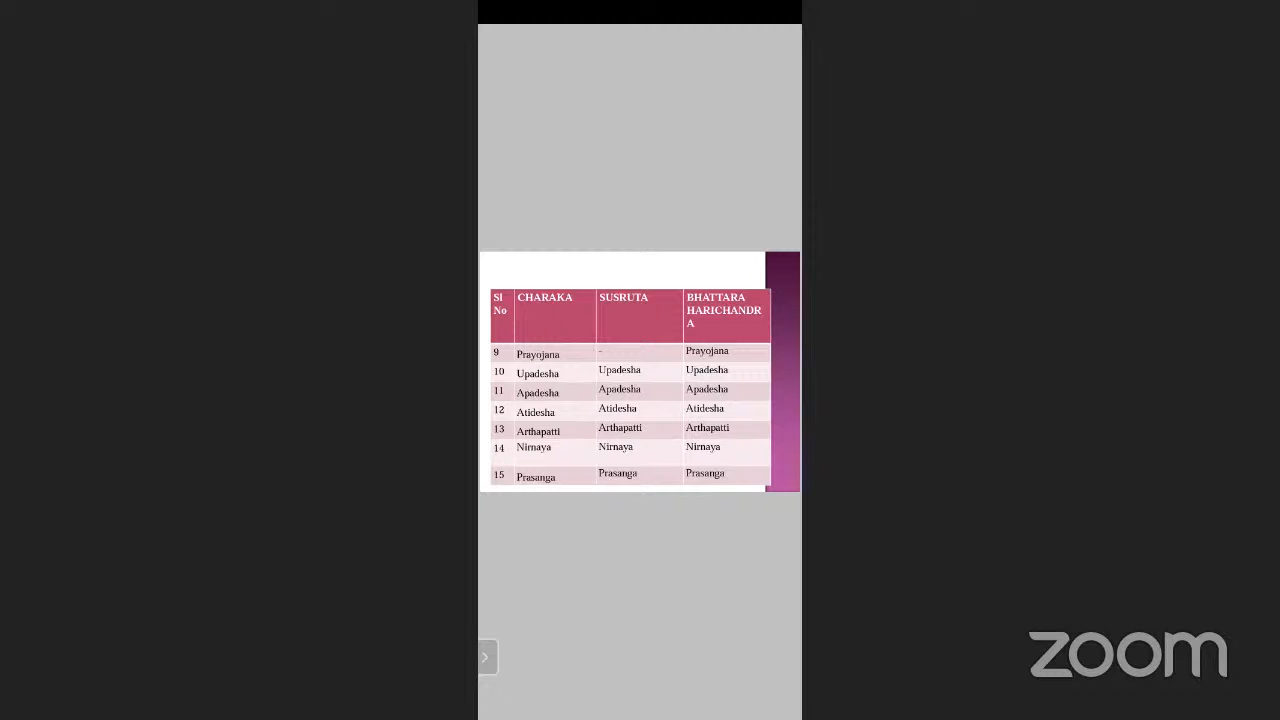 Sl No CHARAKA SUSRUTA BHATTARA HARICHANDRA
9 Prayojana - Prayojana
10 Upadesha Upadesha Upadesha
11 Apadesha Apadesha Apadesha
12 Atidesha Atidesha Atidesha
13 Arthapatti Arthapatti Arthapatti
14 Nirnaya Nirnaya Nirnaya
15 Prasanga Prasanga Prasanga
zoom